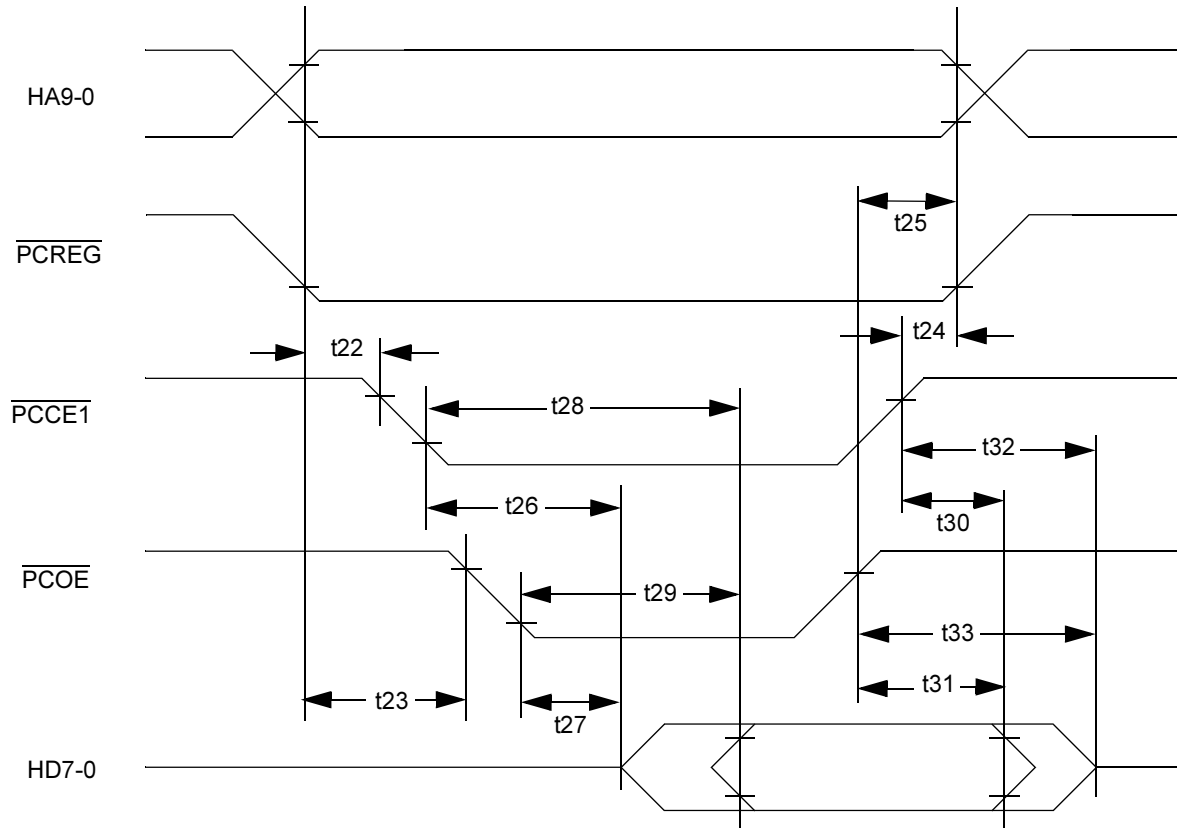 HA9-0
t25
PCREG
t24
t22
PCCE1
t28
t32
t26
t30
PCOE
t29
t33
t31
t23
t27
HD7-0